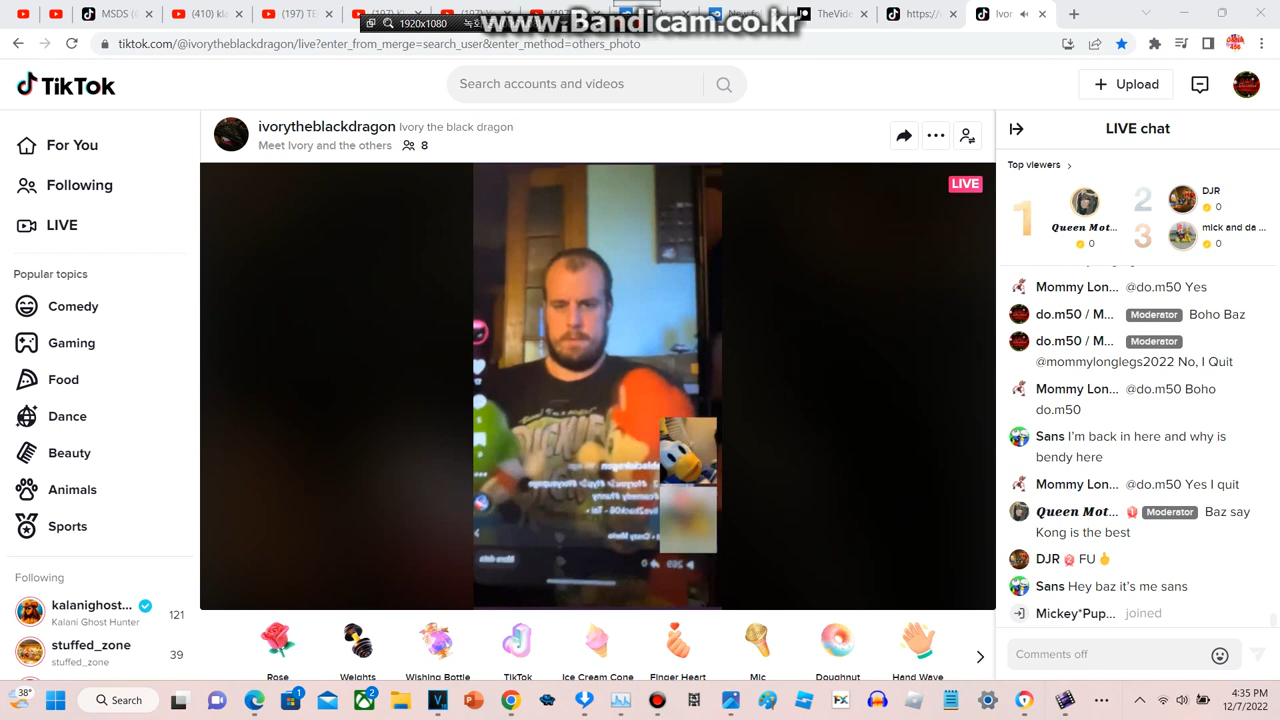 MSDS
(410) kl
(197) TE
TheVide
https://
Ivor
1920x1080
www.Bandicam.co.kr
tiktok.com/@ivorytheblackdragon/live?enter_from_merge=search_user&enter_method=others_photo
TikTok
Search accounts and videos
+ Upload
For You
Following
LIVE
Popular topics
Comedy
Gaming
Food
Dance
Beauty
Animals
Sports
Following
kalanighost...
Kalani Ghost Hunter
121
stuffed_zone
stuffed_zone
39
ivorytheblackdragon Ivory the black dragon
Meet Ivory and the others 8
LIVE
Rose
Weights
Wishing Bottle
TikTok
Ice Cream Cone
Finger Heart
Mic
Doughnut
Hand Wave
LIVE chat
Top viewers
1 Queen Mot... 0
2 DJR 0
3 mick and da ... 0
Mommy Lon... @do.m50 Yes
do.m50 / M... Moderator Boho Baz
do.m50 / M... Moderator
@mommylonglegs2022 No, I Quit
Mommy Lon... @do.m50 Boho
do.m50
Sans I'm back in here and why is
bendy here
Mommy Lon... @do.m50 Yes I quit
Queen Mot... 1 Moderator Baz say
Kong is the best
DJR 2 FU🖕
Sans Hey baz it's me sans
Mickey*Pup... joined
Comments off
38°
Search
1
2
4:35 PM
12/7/2022